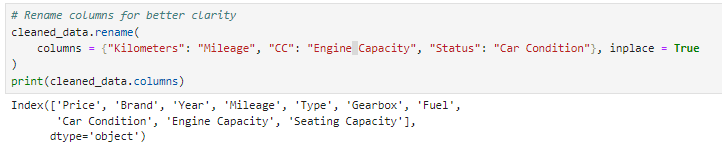 # Rename columns for better clarity
cleaned_data.rename(
    columns = {"Kilometers": "Mileage", "CC": "Engine Capacity", "Status": "Car Condition"}, inplace = True
)
print(cleaned_data.columns)
Index(['Price', 'Brand', 'Year', 'Mileage', 'Type', 'Gearbox', 'Fuel',
       'Car Condition', 'Engine Capacity', 'Seating Capacity'],
      dtype='object')